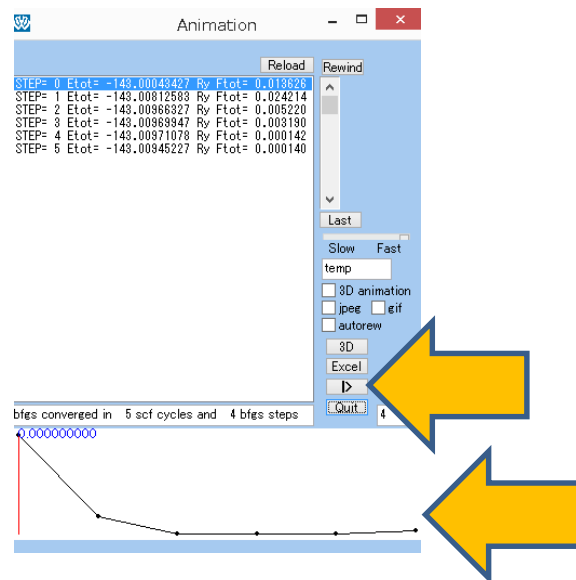 Animation
Reload
Rewind
STEP= 0 Etot= -143.00043427 Ry Ftot= 0.013626
STEP= 1 Etot= -143.00812583 Ry Ftot= 0.024214
STEP= 2 Etot= -143.00966327 Ry Ftot= 0.005220
STEP= 3 Etot= -143.00969947 Ry Ftot= 0.003190
STEP= 4 Etot= -143.00971078 Ry Ftot= 0.000142
STEP= 5 Etot= -143.00945227 Ry Ftot= 0.000140
Last
Slow Fast
temp
3D animation
jpeg gif
autorew
3D
Excel
|>
Quit 4
bfgs converged in 5 scf cycles and 4 bfgs steps
0.000000000